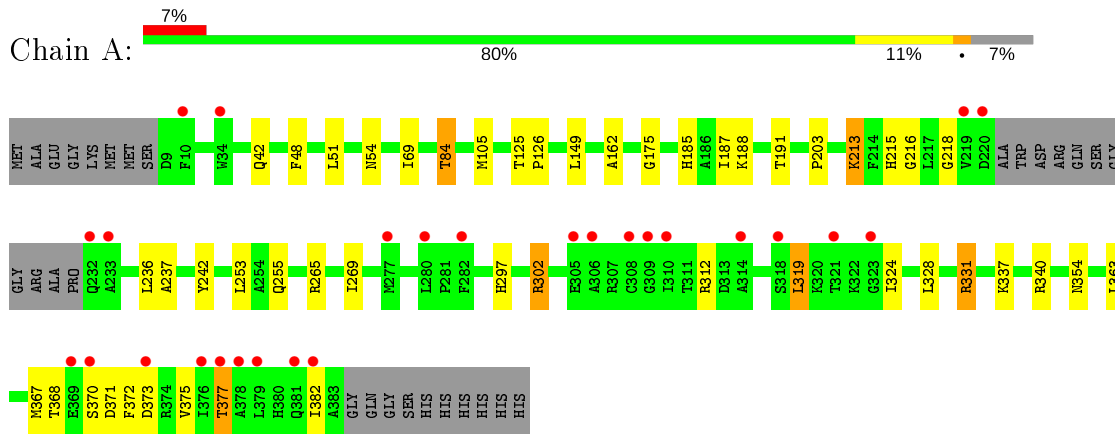 7%
Chain A:
80% 11% • 7%
MET ALA GLU GLY LYS MET MET SER D9 F10 W34 Q42 F48 L51 N54 I69 T84 M105 T125 P126 L149 A162 G175 H185 A186 I187 K188 T191 P203 K213 F214 H215 G216 L217 G218 V219 D220 ALA TRP ASP ARG GLN SER GLY
GLY ARG ALA PRO Q232 A233 L236 A237 Y242 L253 A254 Q255 R265 I269 M277 L280 P281 F282 H297 R302 E305 A306 R307 C308 G309 I310 T311 R312 D313 A314 S318 L319 K320 T321 K322 G323 I324 L328 R331 K337 R340 N354 L363
M367 T368 E369 S370 D371 F372 D373 R374 V375 I376 T377 A378 L379 H380 Q381 I382 A383 GLY GLN GLY SER HIS HIS HIS HIS HIS HIS